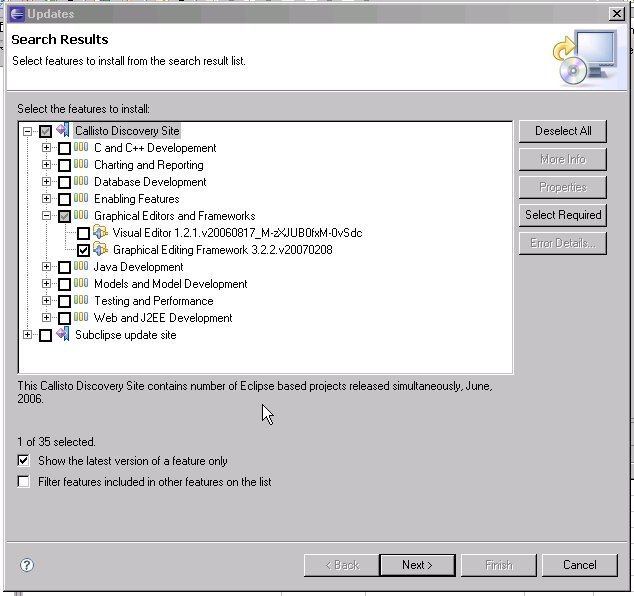 Updates
Search Results
Select features to install from the search result list.
Select the features to install:
Callisto Discovery Site
C and C++ Developement
Charting and Reporting
Database Development
Enabling Features
Graphical Editors and Frameworks
Visual Editor 1.2.1.v20060817_M-zXJUB0fxM-0vSdc
Graphical Editing Framework 3.2.2.v20070208
Java Development
Models and Model Development
Testing and Performance
Web and J2EE Development
Subclipse update site
Deselect All
More Info
Properties
Select Required
Error Details...
This Callisto Discovery Site contains number of Eclipse based projects released simultaneously, June,
2006.
1 of 35 selected.
Show the latest version of a feature only
Filter features included in other features on the list
?
< Back
Next >
Finish
Cancel